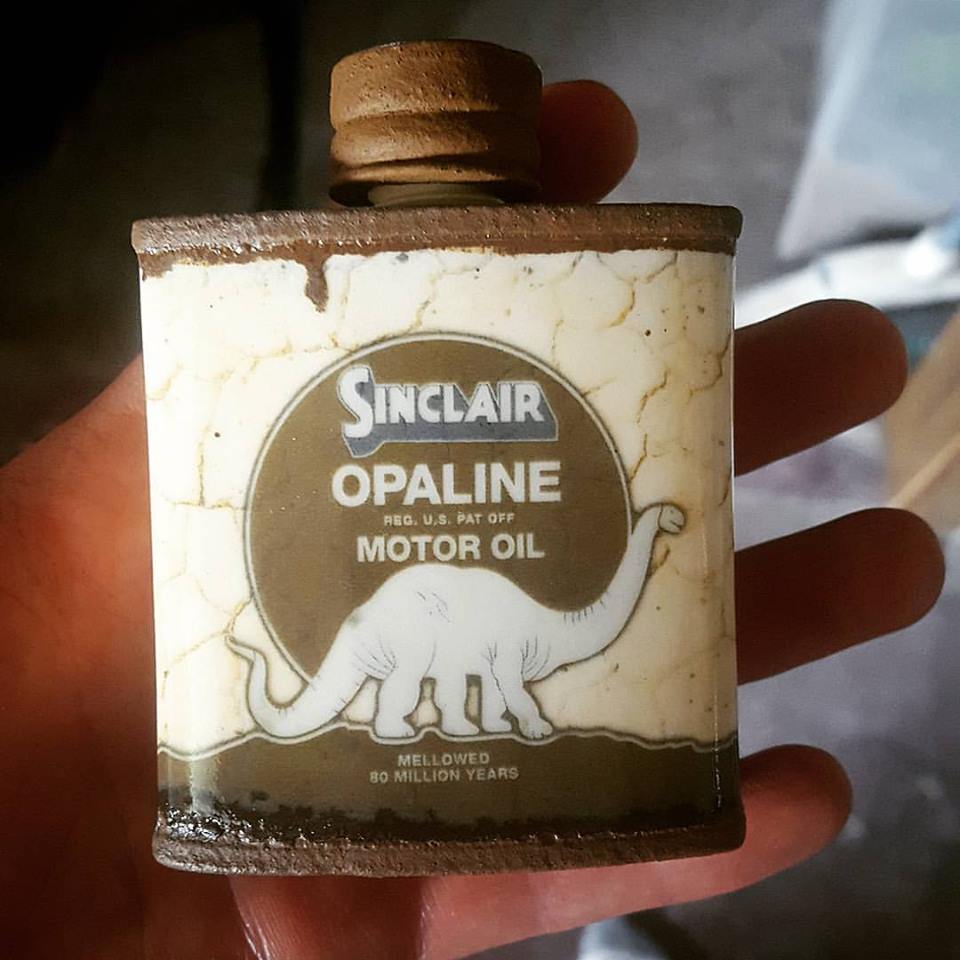 SINCLAIR
OPALINE
REG. U.S. PAT OFF
MOTOR OIL
MELLOWED
80 MILLION YEARS